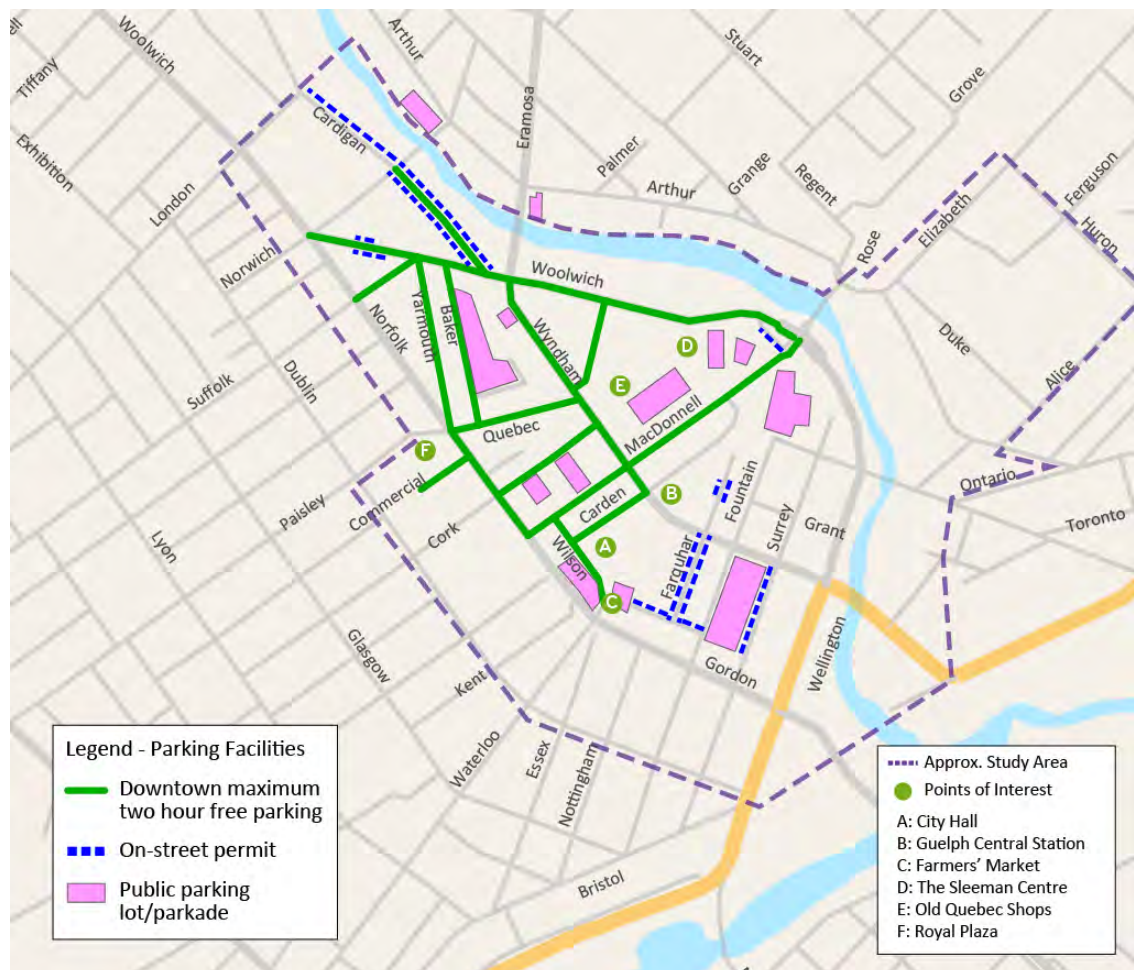 Woolwich
Arthur
Stuart
Tiffany
Eramosa
Grove
Cardigan
Exhibition
London
Palmer
Arthur
Grange
Regent
Ferguson
Huron
Elizabeth
Rose
Norwich
Woolwich
Norfolk
Yarmouth
Baker
Wyndham
D
Duke
Alice
Suffolk
Dublin
E
Quebec
MacDonnell
F
Commercial
Paisley
Cork
Carden
B
Fountain
Surrey
Grant
Ontario
Toronto
Lyon
Wilson
A
Farquhar
C
Wellington
Glasgow
Kent
Gordon
Waterloo
Essex
Nottingham
Bristol
Legend - Parking Facilities
Downtown maximum
two hour free parking
On-street permit
Public parking
lot/parkade
Approx. Study Area
Points of Interest
A: City Hall
B: Guelph Central Station
C: Farmers' Market
D: The Sleeman Centre
E: Old Quebec Shops
F: Royal Plaza